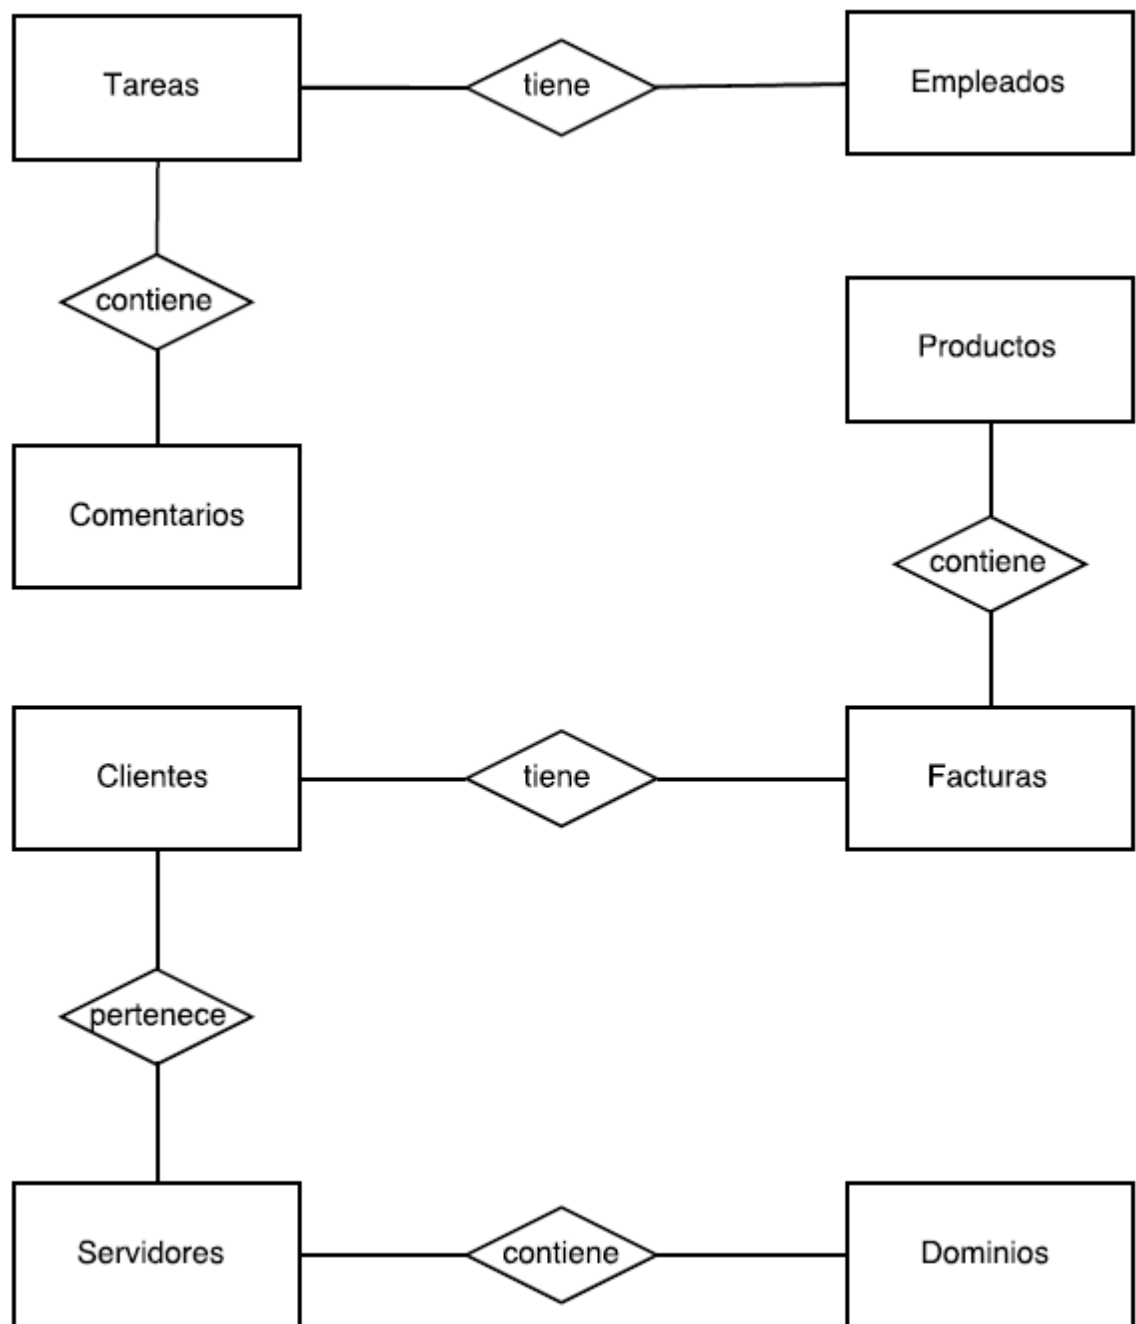 Tareas
tiene
Empleados
contiene
Productos
Comentarios
contiene
Clientes
tiene
Facturas
pertenece
Servidores
contiene
Dominios